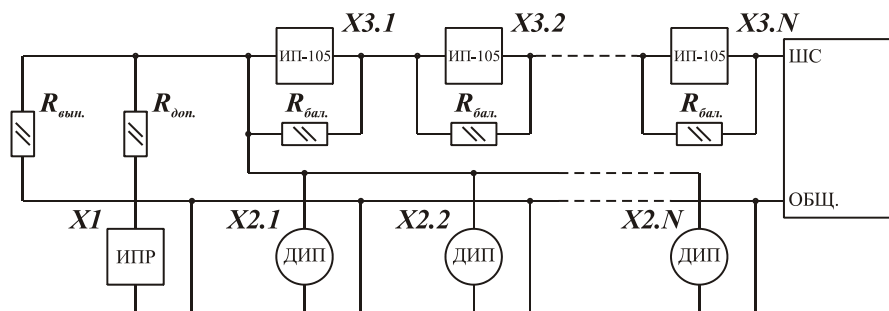 X3.1 X3.2 X3.N
ИП-105 ИП-105 ИП-105 ШС
Rвын. Rдоп. Rбал. Rбал. Rбал.
X1 X2.1 X2.2 X2.N ОБЩ.
ИПР ДИП ДИП ДИП